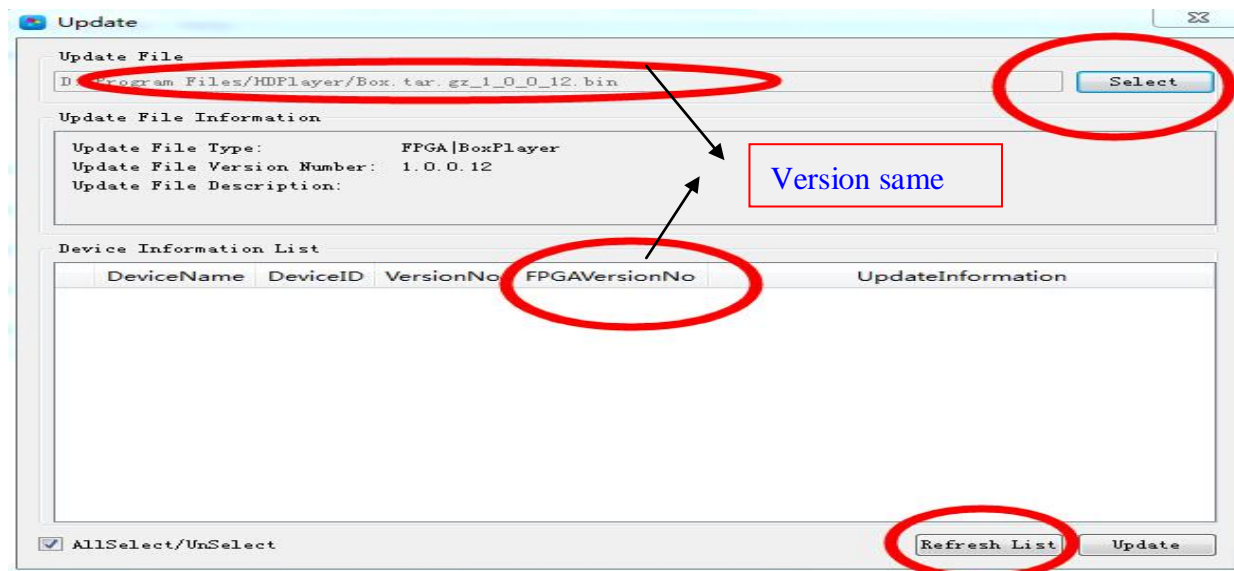 Update
Update File
D:/Program Files/HDPlayer/Box.tar.gz_1_0_0_12.bin
Select
Update File Information
Update File Type: FPGA|BoxPlayer
Update File Version Number: 1.0.0.12
Update File Description:
Version same
Device Information List
DeviceName DeviceID VersionNo FPGAVersionNo UpdateInformation
AllSelect/UnSelect
Refresh List
Update